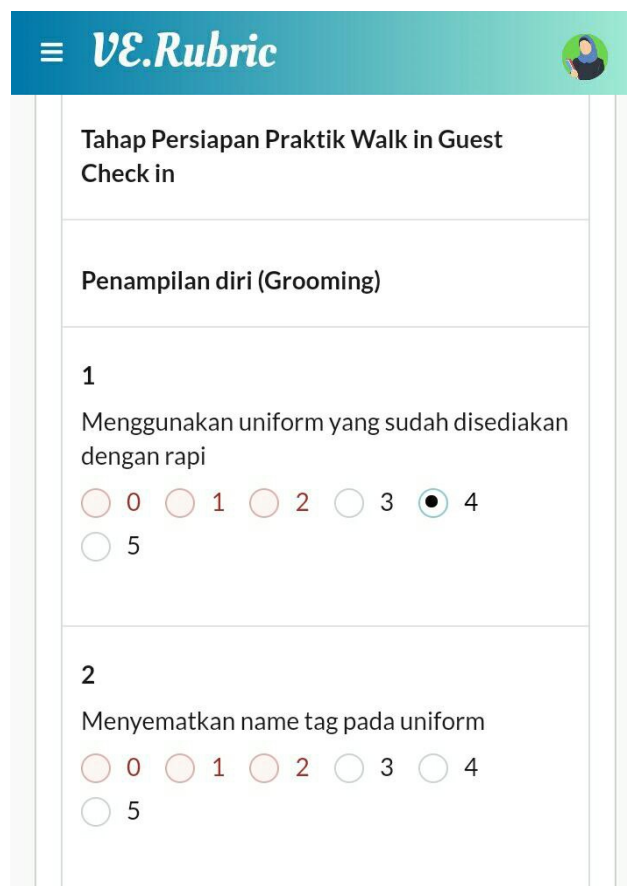 VE.Rubric
Tahap Persiapan Praktik Walk in Guest
Check in
Penampilan diri (Grooming)
1
Menggunakan uniform yang sudah disediakan
dengan rapi
0 1 2 3 4
5
2
Menyematkan name tag pada uniform
0 1 2 3 4
5